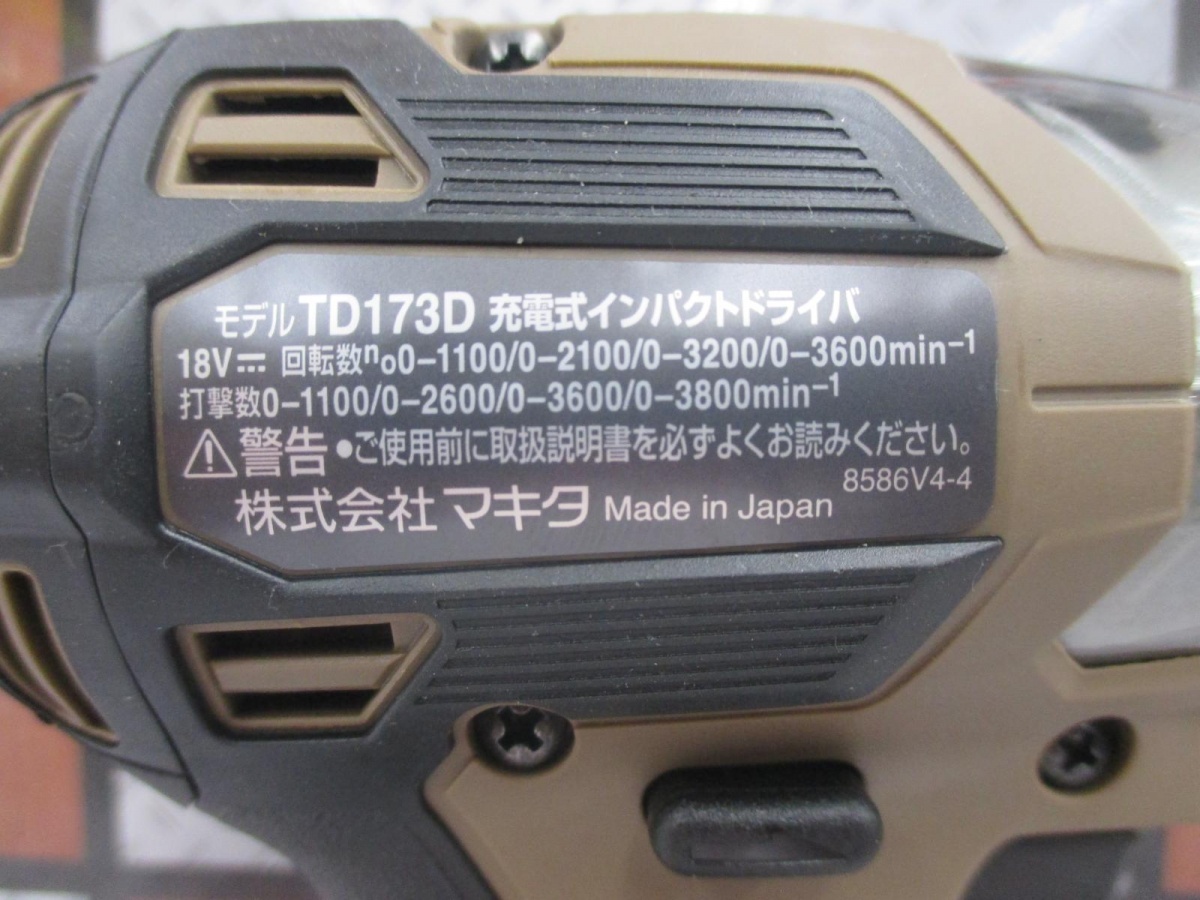 モデル TD173D 充電式インパクトドライバ
18V⎓ 回転数n₀0-1100/0-2100/0-3200/0-3600min⁻¹
打撃数0-1100/0-2600/0-3600/0-3800min⁻¹
⚠警告 •ご使用前に取扱説明書を必ずよくお読みください。
8586V4-4
株式会社 マキタ Made in Japan